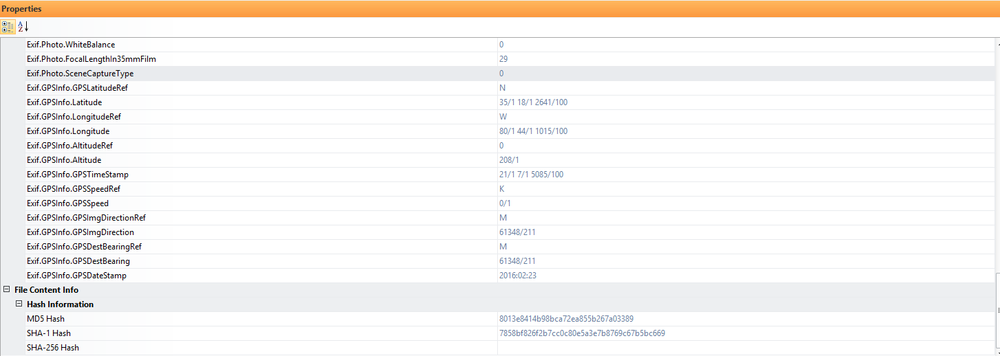 Properties
A
Z
Exif.Photo.WhiteBalance 0
Exif.Photo.FocalLengthIn35mmFilm 29
Exif.Photo.SceneCaptureType 0
Exif.GPSInfo.GPSLatitudeRef N
Exif.GPSInfo.Latitude 35/1 18/1 2641/100
Exif.GPSInfo.LongitudeRef W
Exif.GPSInfo.Longitude 80/1 44/1 1015/100
Exif.GPSInfo.AltitudeRef 0
Exif.GPSInfo.Altitude 208/1
Exif.GPSInfo.GPSTimeStamp 21/1 7/1 5085/100
Exif.GPSInfo.GPSSpeedRef K
Exif.GPSInfo.GPSSpeed 0/1
Exif.GPSInfo.GPSImgDirectionRef M
Exif.GPSInfo.GPSImgDirection 61348/211
Exif.GPSInfo.GPSDestBearingRef M
Exif.GPSInfo.GPSDestBearing 61348/211
Exif.GPSInfo.GPSDateStamp 2016:02:23
File Content Info
Hash Information
MD5 Hash 8013e8414b98bca72ea855b267a03389
SHA-1 Hash 7858bf826f2b7cc0c80e5a3e7b8769c67b5bc669
SHA-256 Hash